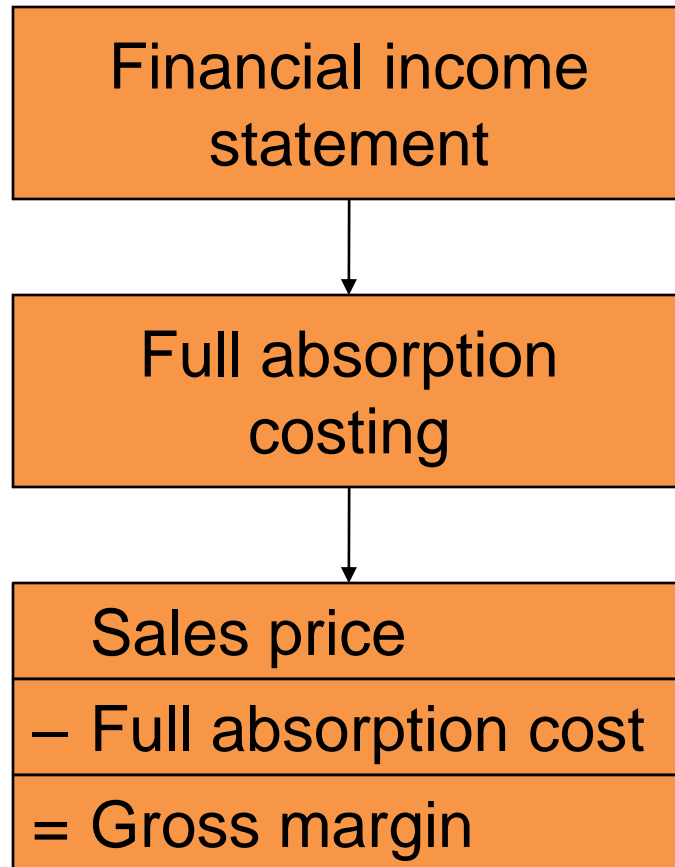 Financial income
statement
Full absorption
costing
Sales price
– Full absorption cost
= Gross margin